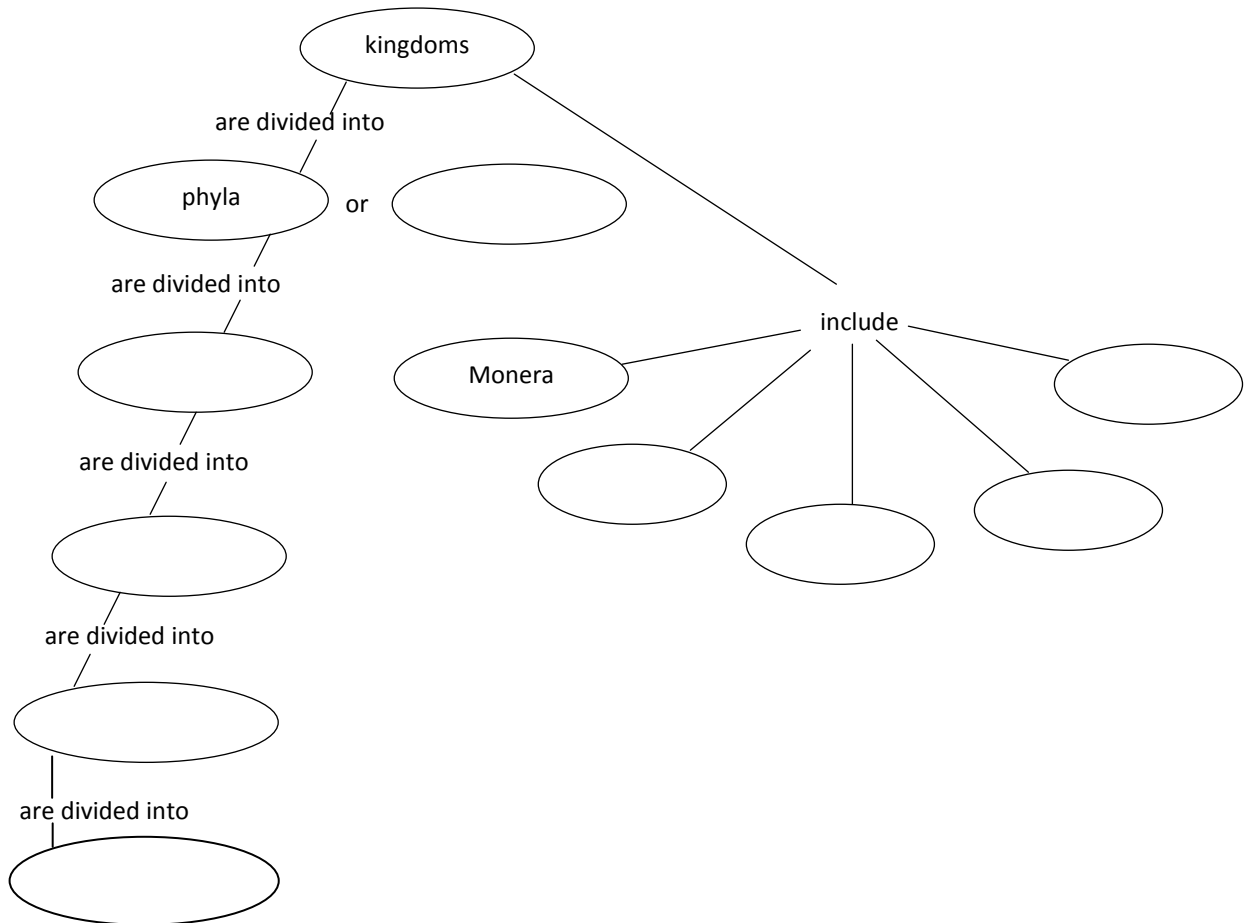 kingdoms
are divided into
phyla
or
are divided into
include
Monera
are divided into
are divided into
are divided into